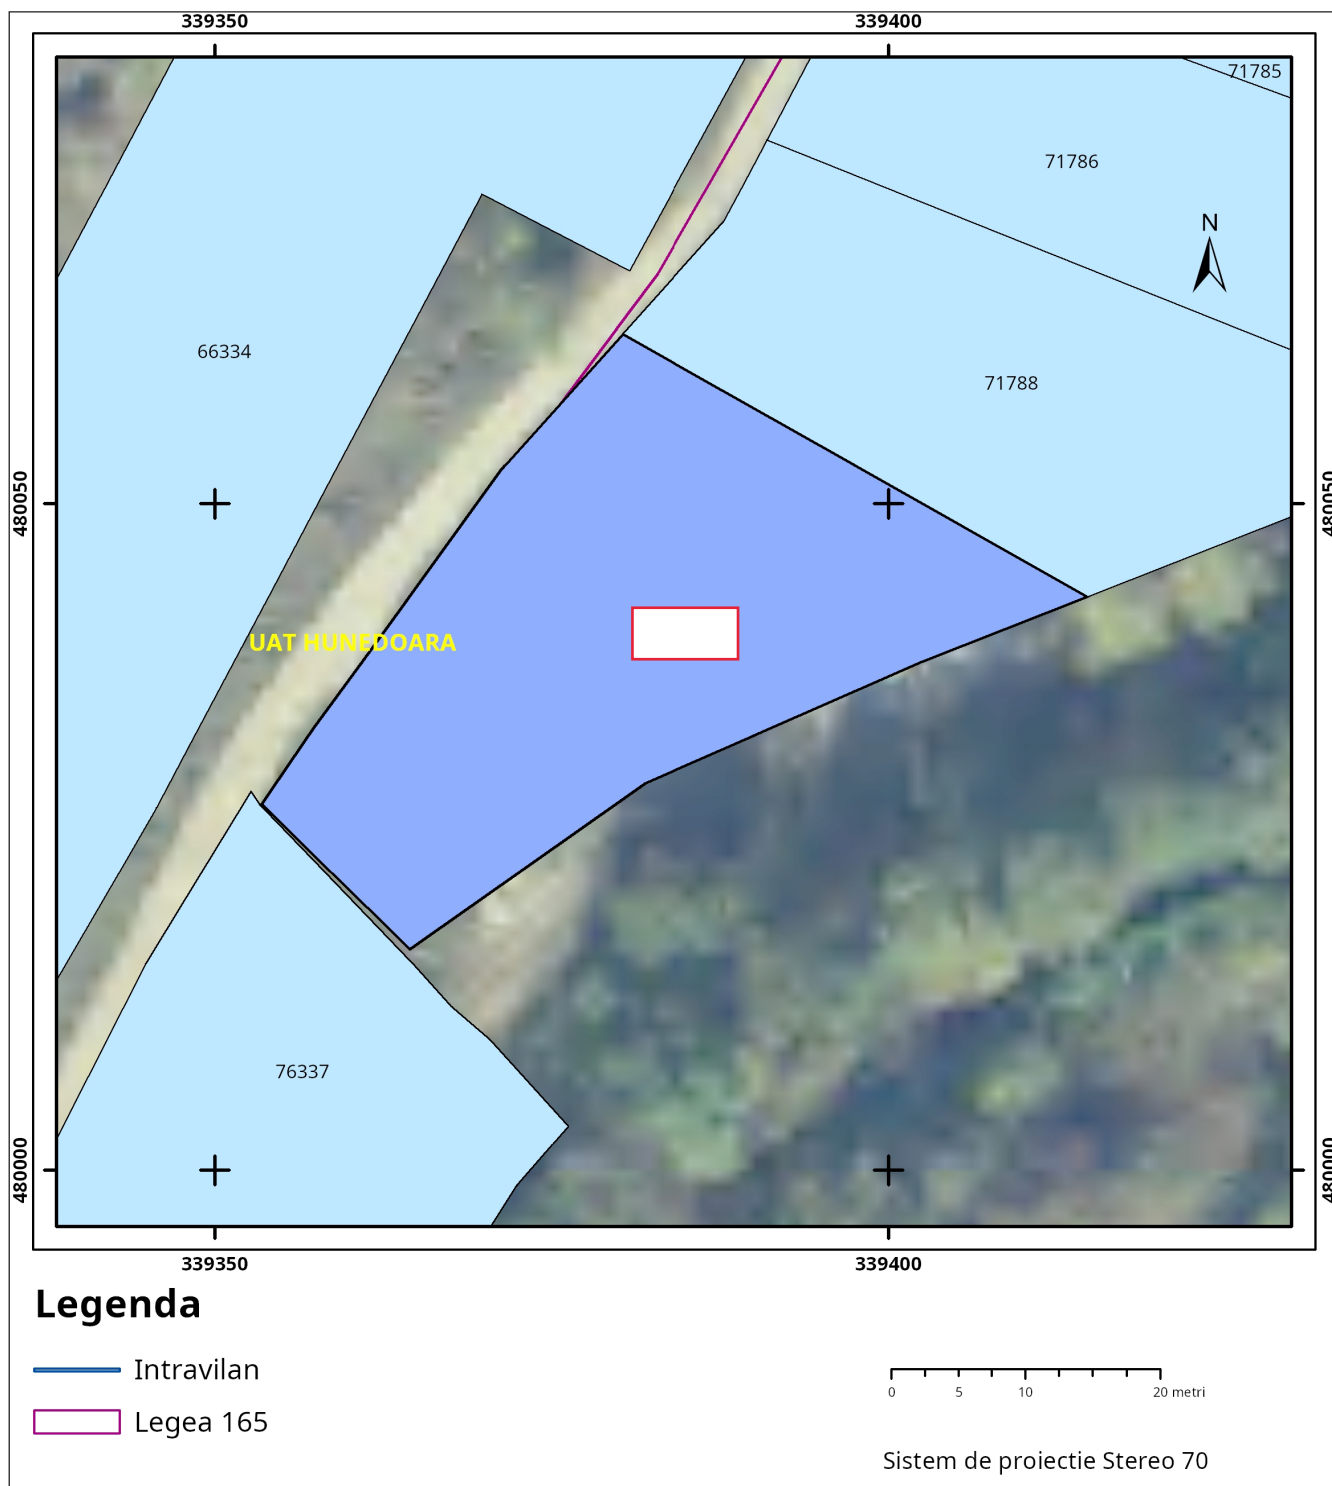 339350
339400
71785
71786
N
66334
71788
480050
480050
UAT HUNEDOARA
76337
480000
480000
339350
339400
Legenda
Intravilan
Legea 165
0 5 10 20 metri
Sistem de proiectie Stereo 70